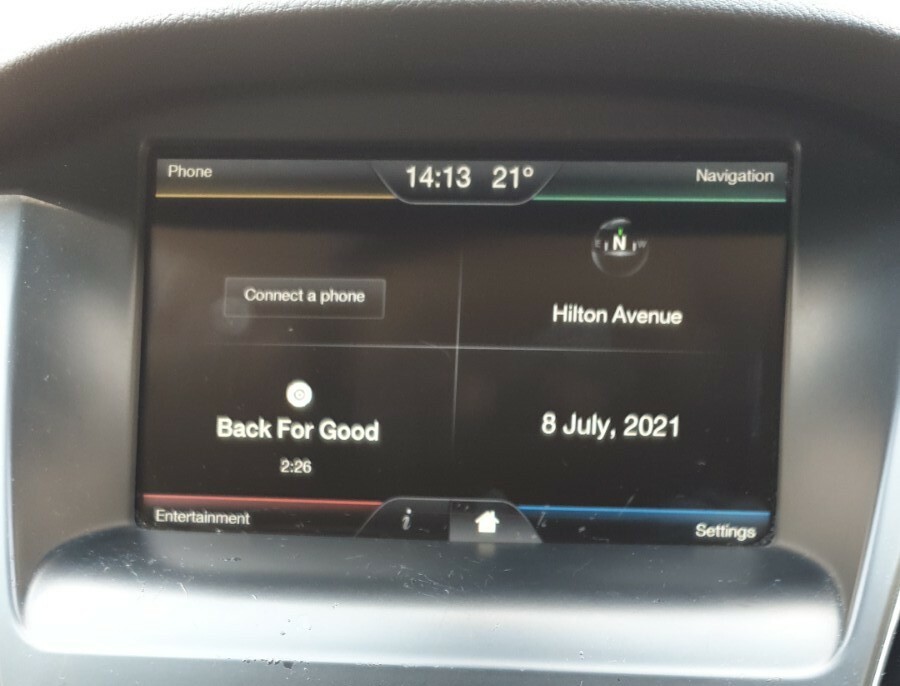 Phone
14:13 21°
Navigation
N
Connect a phone
Hilton Avenue
Back For Good
2:26
8 July, 2021
Entertainment
i
Settings